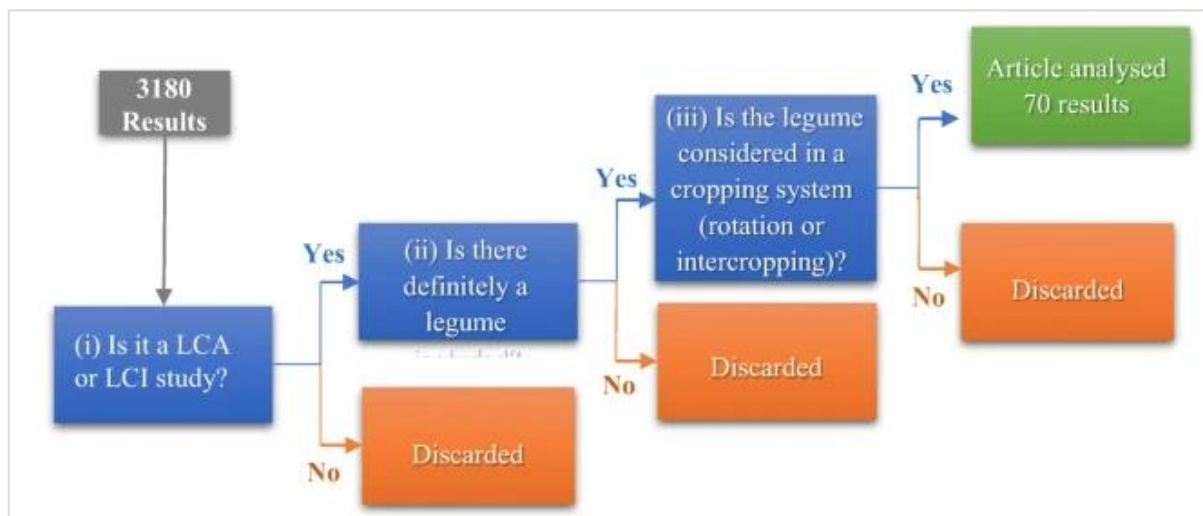 3180
Results
(i) Is it a LCA
or LCI study?
Yes
No
(ii) Is there
definitely a
legume
Discarded
Yes
No
(iii) Is the legume
considered in a
cropping system
(rotation or
intercropping)?
Discarded
Yes
No
Article analysed
70 results
Discarded